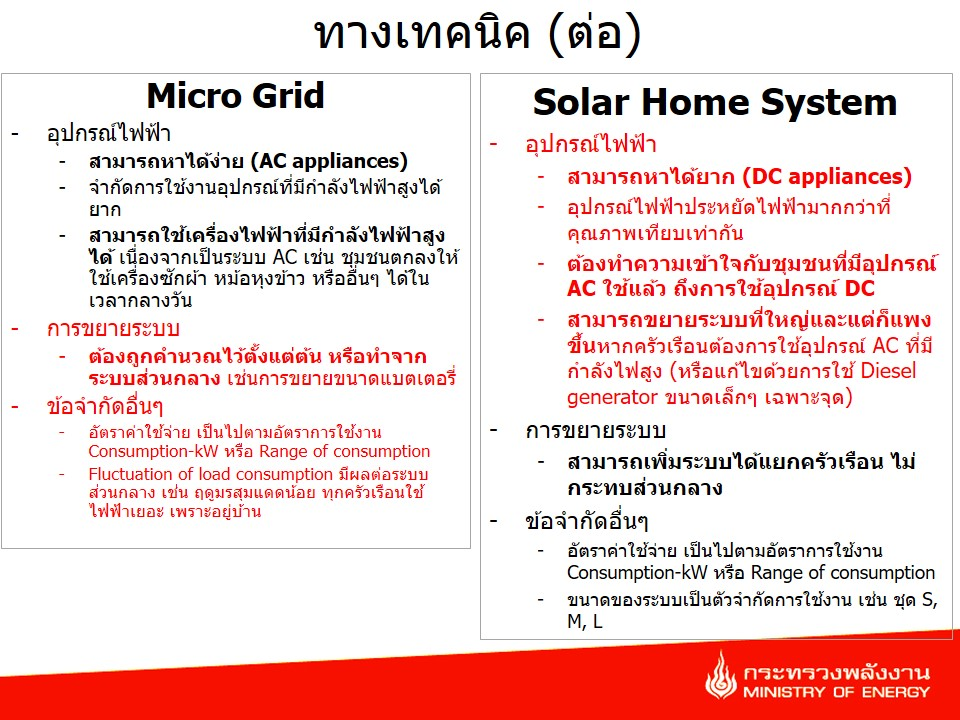 ทางเทคนิค (ต่อ)
Micro Grid
- อุปกรณ์ไฟฟ้า
- สามารถหาได้ง่าย (AC appliances)
- จำกัดการใช้งานอุปกรณ์ที่มีกำลังไฟฟ้าสูงได้
ยาก
- สามารถใช้เครื่องไฟฟ้าที่มีกำลังไฟฟ้าสูง
ได้ เนื่องจากเป็นระบบ AC เช่น ชุมชนตกลงให้
ใช้เครื่องซักผ้า หม้อหุงข้าว หรืออื่นๆ ได้ใน
เวลากลางวัน
- การขยายระบบ
- ต้องถูกคำนวณไว้ตั้งแต่ต้น หรือทำจาก
ระบบส่วนกลาง เช่นการขยายขนาดแบตเตอรี่
- ข้อจำกัดอื่นๆ
- อัตราค่าใช้จ่าย เป็นไปตามอัตราการใช้งาน
Consumption-kW หรือ Range of consumption
- Fluctuation of load consumption มีผลต่อระบบ
ส่วนกลาง เช่น ฤดูมรสุมแดดน้อย ทุกครัวเรือนใช้
ไฟฟ้าเยอะ เพราะอยู่บ้าน
Solar Home System
- อุปกรณ์ไฟฟ้า
- สามารถหาได้ยาก (DC appliances)
- อุปกรณ์ไฟฟ้าประหยัดไฟฟ้ามากกว่าที่
คุณภาพเทียบเท่ากัน
- ต้องทำความเข้าใจกับชุมชนที่มีอุปกรณ์
AC ใช้แล้ว ถึงการใช้อุปกรณ์ DC
- สามารถขยายระบบที่ใหญ่และแต่ก็แพง
ขึ้นหากครัวเรือนต้องการใช้อุปกรณ์ AC ที่มี
กำลังไฟสูง (หรือแก้ไขด้วยการใช้ Diesel
generator ขนาดเล็กๆ เฉพาะจุด)
- การขยายระบบ
- สามารถเพิ่มระบบได้แยกครัวเรือน ไม่
กระทบส่วนกลาง
- ข้อจำกัดอื่นๆ
- อัตราค่าใช้จ่าย เป็นไปตามอัตราการใช้งาน
Consumption-kW หรือ Range of consumption
- ขนาดของระบบเป็นตัวจำกัดการใช้งาน เช่น ชุด S,
M, L
กระทรวงพลังงาน
MINISTRY OF ENERGY